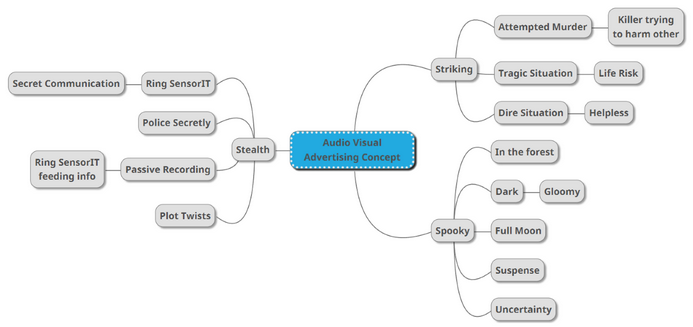 Audio Visual
Advertising Concept
Striking
Attempted Murder
Killer trying
to harm other
Tragic Situation
Life Risk
Dire Situation
Helpless
Spooky
In the forest
Dark
Gloomy
Full Moon
Suspense
Uncertainty
Stealth
Ring SensorIT
Secret Communication
Police Secretly
Passive Recording
Ring SensorIT
feeding info
Plot Twists